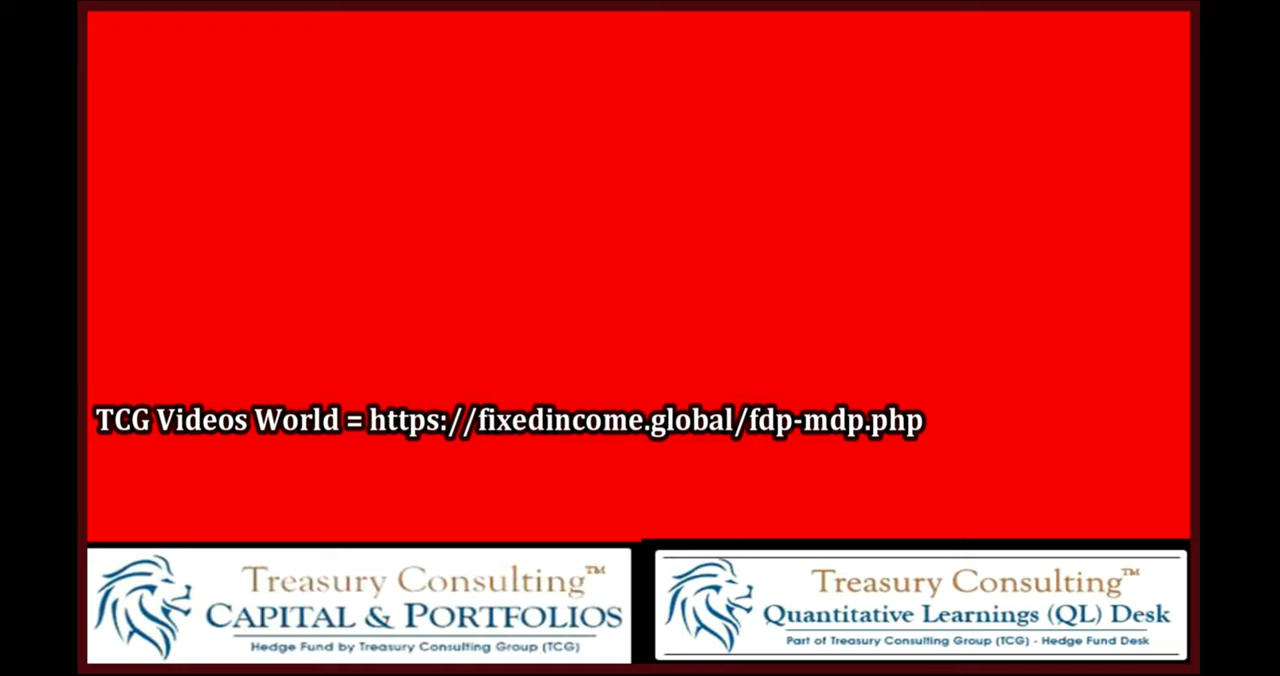 TCG Videos World = https://fixedincome.global/fdp-mdp.php
Treasury Consulting™
CAPITAL & PORTFOLIOS
Hedge Fund by Treasury Consulting Group (TCG)
Treasury Consulting™
Quantitative Learnings (QL) Desk
Part of Treasury Consulting Group (TCG) - Hedge Fund Desk